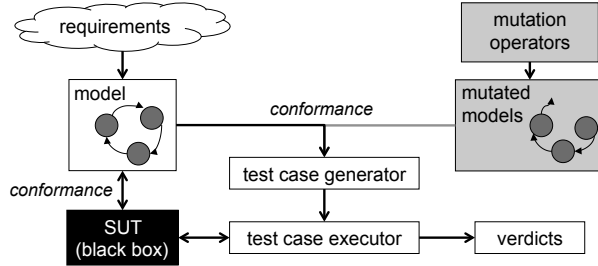 requirements
mutation
operators
model
conformance
mutated
models
test case generator
conformance
SUT
(black box)
test case executor
verdicts